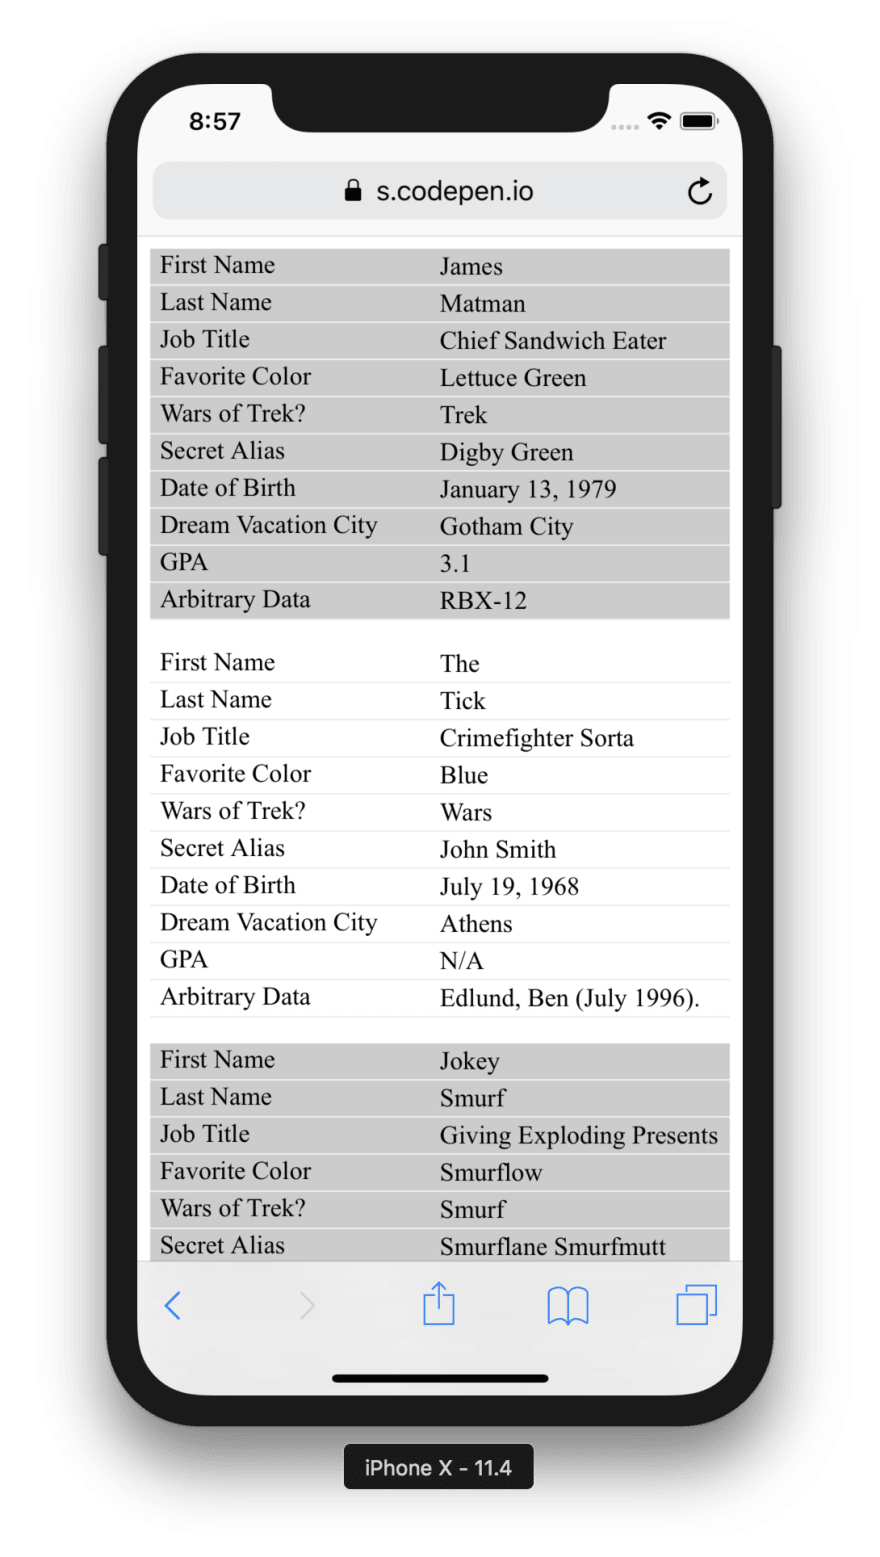 8:57
s.codepen.io
First Name James
Last Name Matman
Job Title Chief Sandwich Eater
Favorite Color Lettuce Green
Wars of Trek? Trek
Secret Alias Digby Green
Date of Birth January 13, 1979
Dream Vacation City Gotham City
GPA 3.1
Arbitrary Data RBX-12
First Name The
Last Name Tick
Job Title Crimefighter Sorta
Favorite Color Blue
Wars of Trek? Wars
Secret Alias John Smith
Date of Birth July 19, 1968
Dream Vacation City Athens
GPA N/A
Arbitrary Data Edlund, Ben (July 1996).
First Name Jokey
Last Name Smurf
Job Title Giving Exploding Presents
Favorite Color Smurflow
Wars of Trek? Smurf
Secret Alias Smurflane Smurfmutt
iPhone X - 11.4